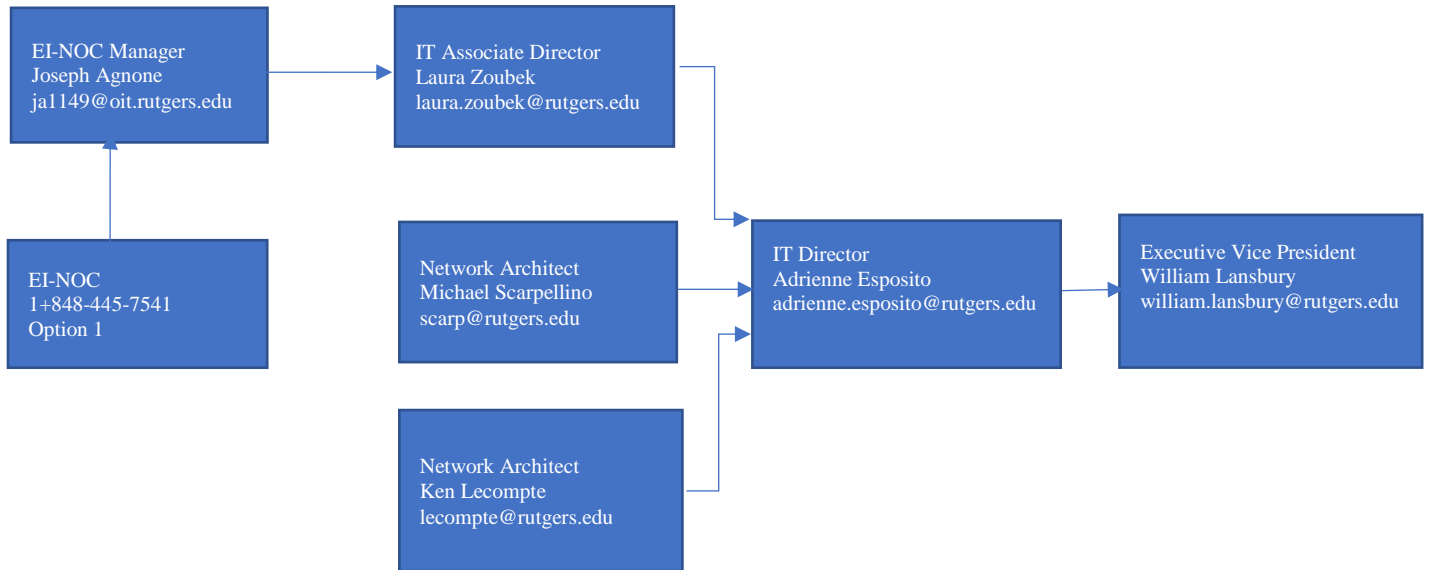 EI-NOC Manager
Joseph Agnone
ja1149@oit.rutgers.edu
IT Associate Director
Laura Zoubek
laura.zoubek@rutgers.edu
EI-NOC
1+848-445-7541
Option 1
Network Architect
Michael Scarpellino
scarp@rutgers.edu
IT Director
Adrienne Esposito
adrienne.esposito@rutgers.edu
Executive Vice President
William Lansbury
william.lansbury@rutgers.edu
Network Architect
Ken Lecompte
lecompte@rutgers.edu